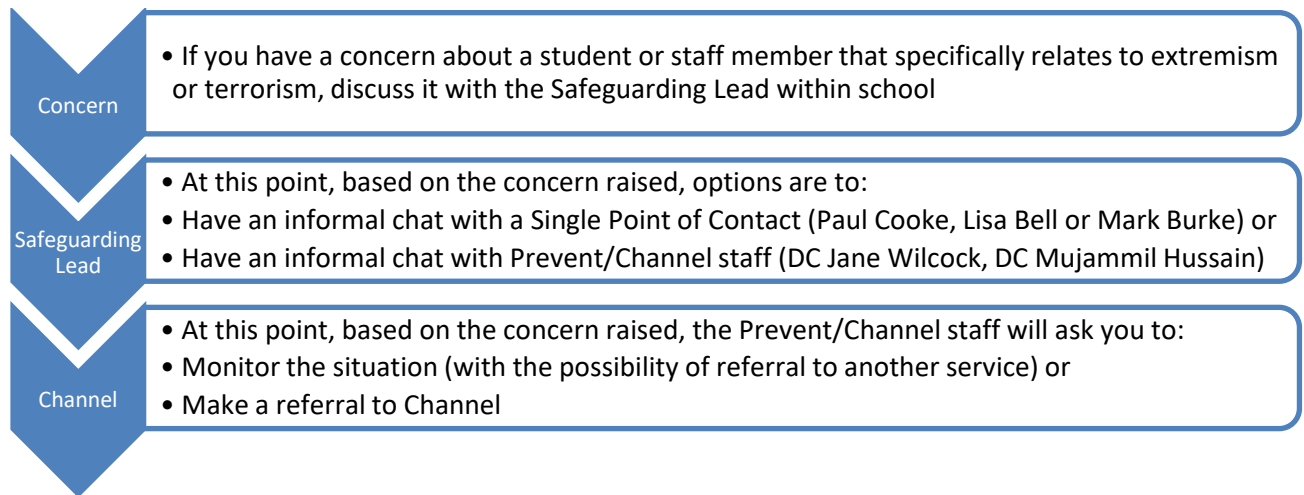 Concern
• If you have a concern about a student or staff member that specifically relates to extremism
or terrorism, discuss it with the Safeguarding Lead within school
Safeguarding
Lead
• At this point, based on the concern raised, options are to:
• Have an informal chat with a Single Point of Contact (Paul Cooke, Lisa Bell or Mark Burke) or
• Have an informal chat with Prevent/Channel staff (DC Jane Wilcock, DC Mujammil Hussain)
Channel
• At this point, based on the concern raised, the Prevent/Channel staff will ask you to:
• Monitor the situation (with the possibility of referral to another service) or
• Make a referral to Channel